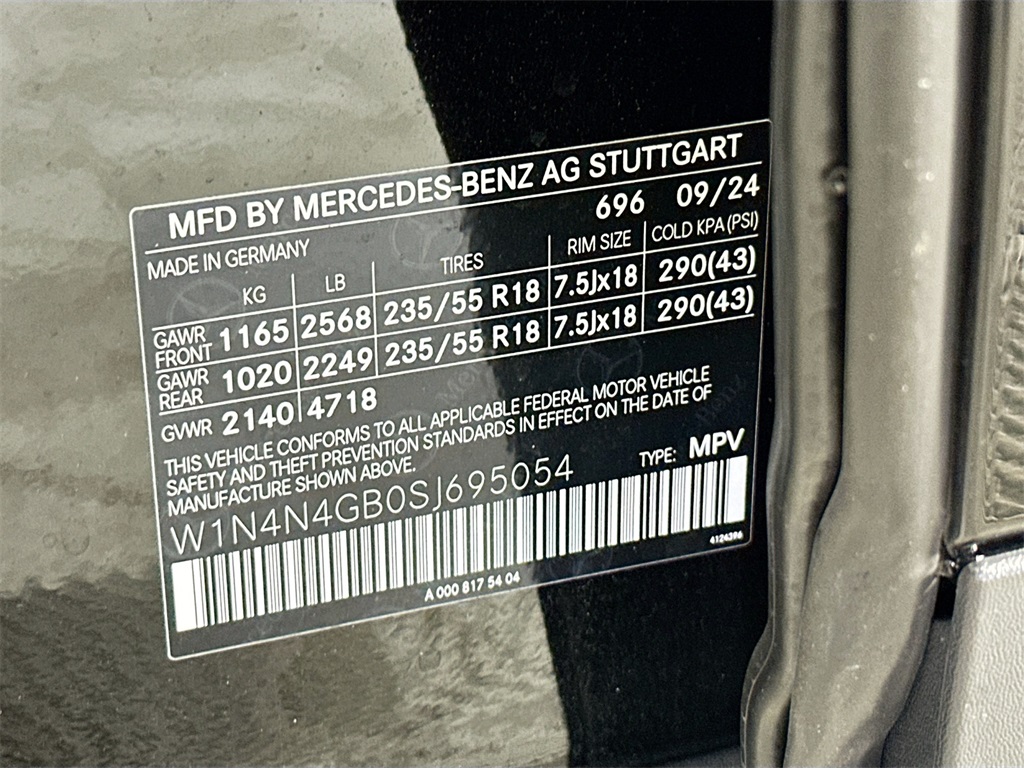 MFD BY MERCEDES-BENZ AG STUTTGART
696 09/24
MADE IN GERMANY
KG LB TIRES RIM SIZE COLD KPA(PSI)
GAWR FRONT 1165 2568 235/55 R18 7.5Jx18 290(43)
GAWR REAR 1020 2249 235/55 R18 7.5Jx18 290(43)
GVWR 2140 4718
THIS VEHICLE CONFORMS TO ALL APPLICABLE FEDERAL MOTOR VEHICLE
SAFETY AND THEFT PREVENTION STANDARDS IN EFFECT ON THE DATE OF
MANUFACTURE SHOWN ABOVE.
TYPE: MPV
W1N4N4GB0SJ695054
4124396
A 000 817 54 04